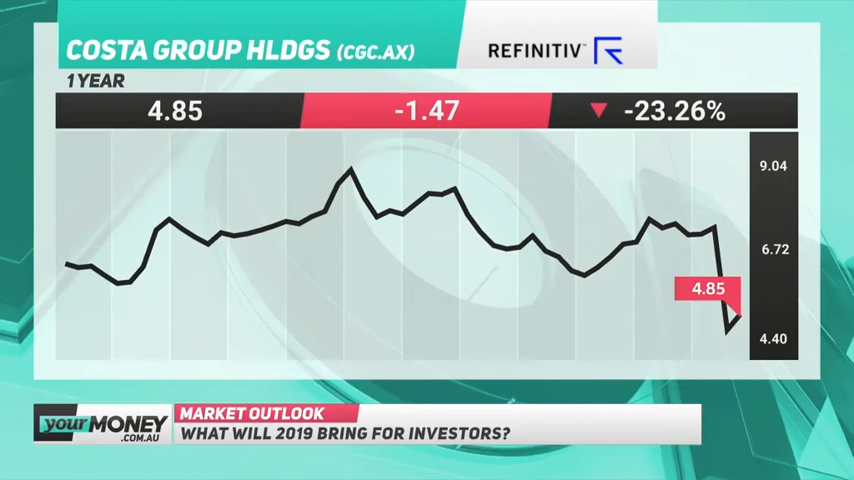 COSTA GROUP HLDGS (CGC.AX)
REFINITIV™
1 YEAR
4.85 -1.47 ▼ -23.26%
9.04
6.72
4.85
4.40
yourMONEY
.COM.AU
MARKET OUTLOOK
WHAT WILL 2019 BRING FOR INVESTORS?